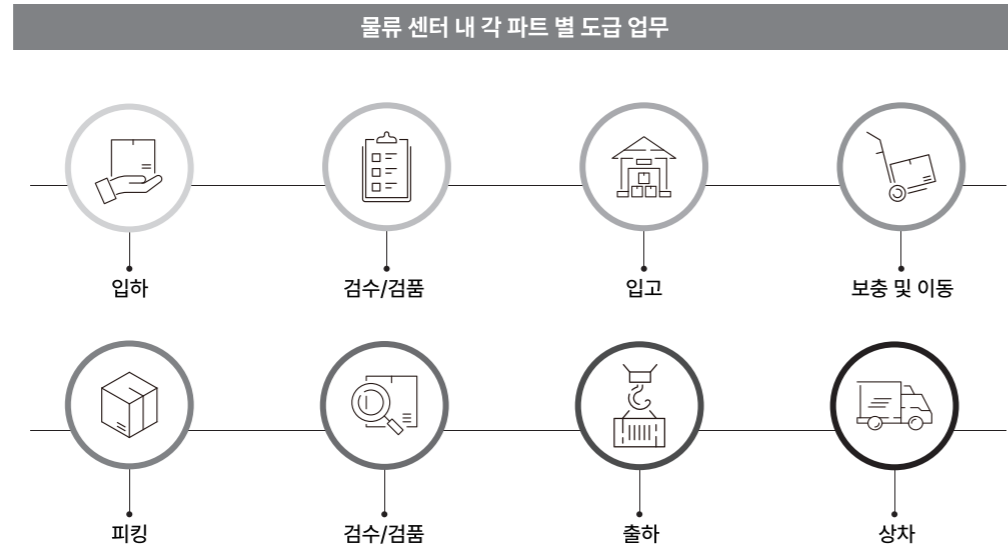 물류 센터 내 각 파트 별 도급 업무
입하
검수/검품
입고
보충 및 이동
피킹
검수/검품
출하
상차